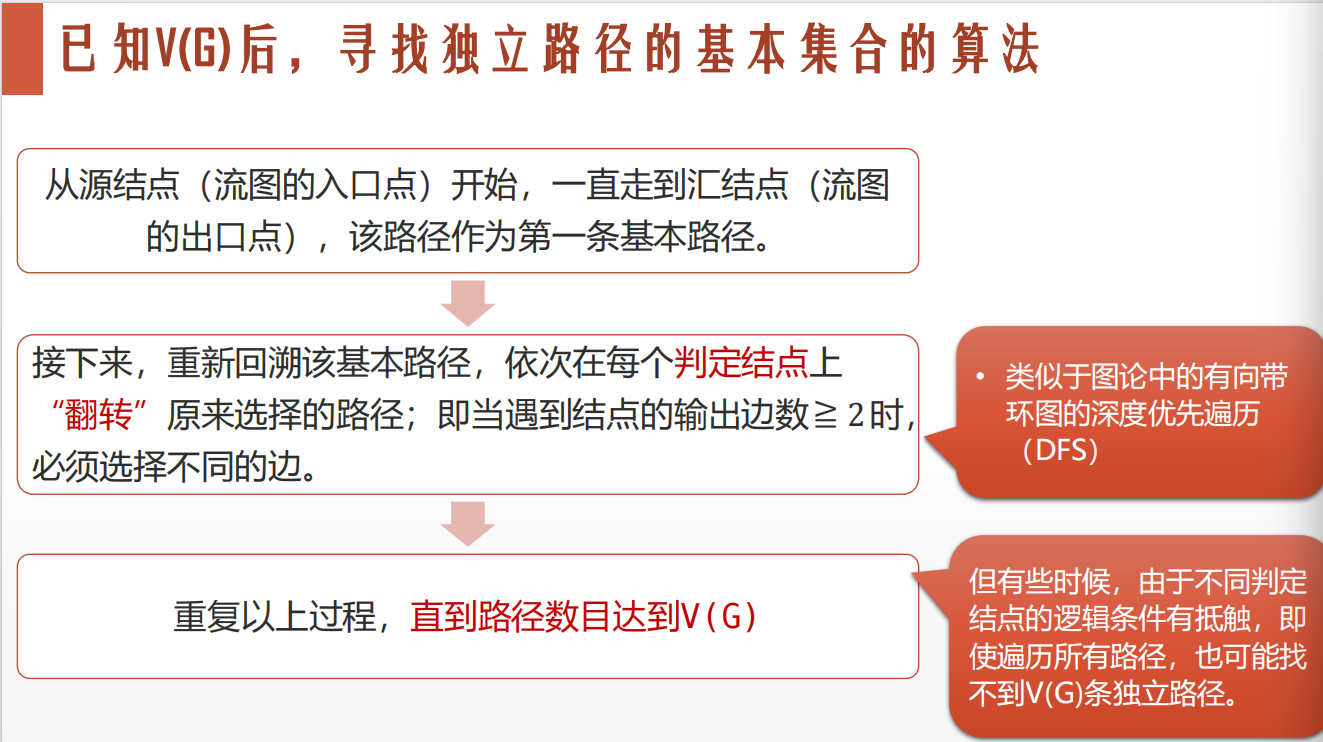 已知V(G)后，寻找独立路径的基本集合的算法
从源结点（流图的入口点）开始，一直走到汇结点（流图
的出口点），该路径作为第一条基本路径。
接下来，重新回溯该基本路径，依次在每个判定结点上
“翻转”原来选择的路径；即当遇到结点的输出边数≧ 2时，
必须选择不同的边。
• 类似于图论中的有向带
环图的深度优先遍历
（DFS）
重复以上过程，直到路径数目达到V(G)
但有些时候，由于不同判定
结点的逻辑条件有抵触，即
使遍历所有路径，也可能找
不到V(G)条独立路径。